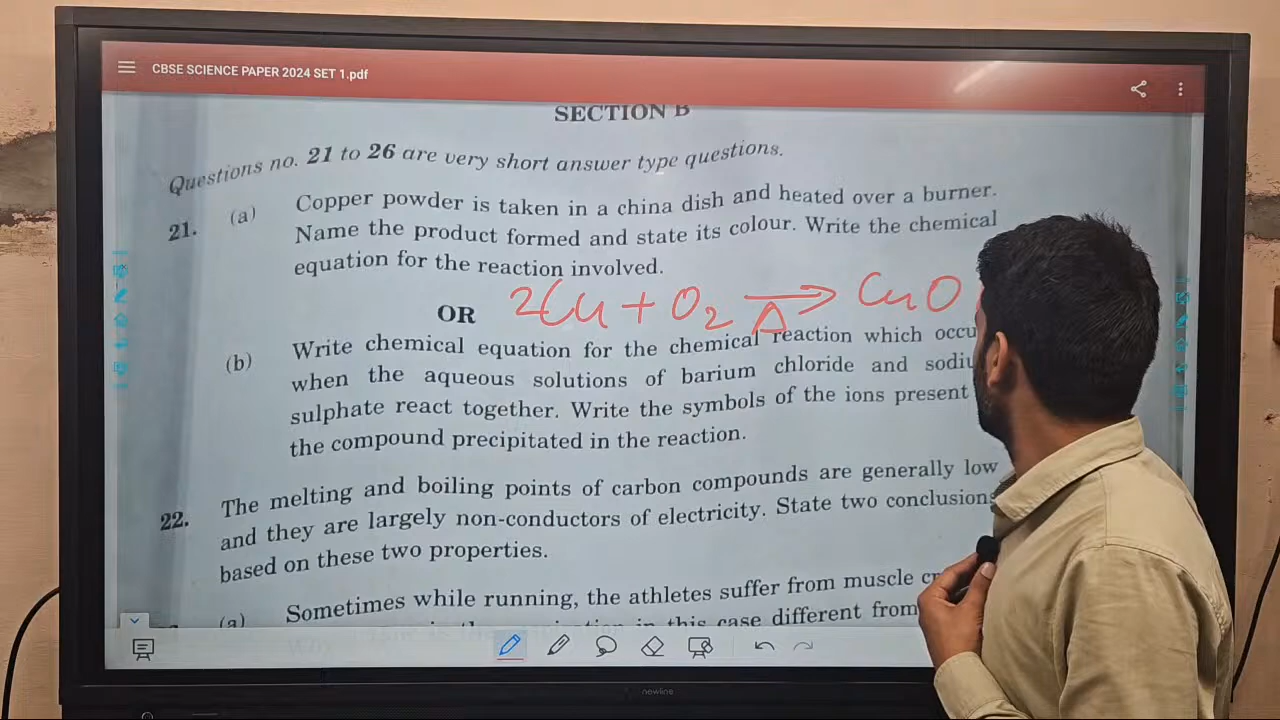 CBSE SCIENCE PAPER 2024 SET 1.pdf
SECTION B
Questions no. 21 to 26 are very short answer type questions.
21. (a) Copper powder is taken in a china dish and heated over a burner.
Name the product formed and state its colour. Write the chemical
equation for the reaction involved.
2Cu + O2 →Δ CuO
OR
(b) Write chemical equation for the chemical reaction which occu
when the aqueous solutions of barium chloride and sodiu
sulphate react together. Write the symbols of the ions present
the compound precipitated in the reaction.
22. The melting and boiling points of carbon compounds are generally low
and they are largely non-conductors of electricity. State two conclusions
based on these two properties.
(a) Sometimes while running, the athletes suffer from muscle cr
in this case different from
newline